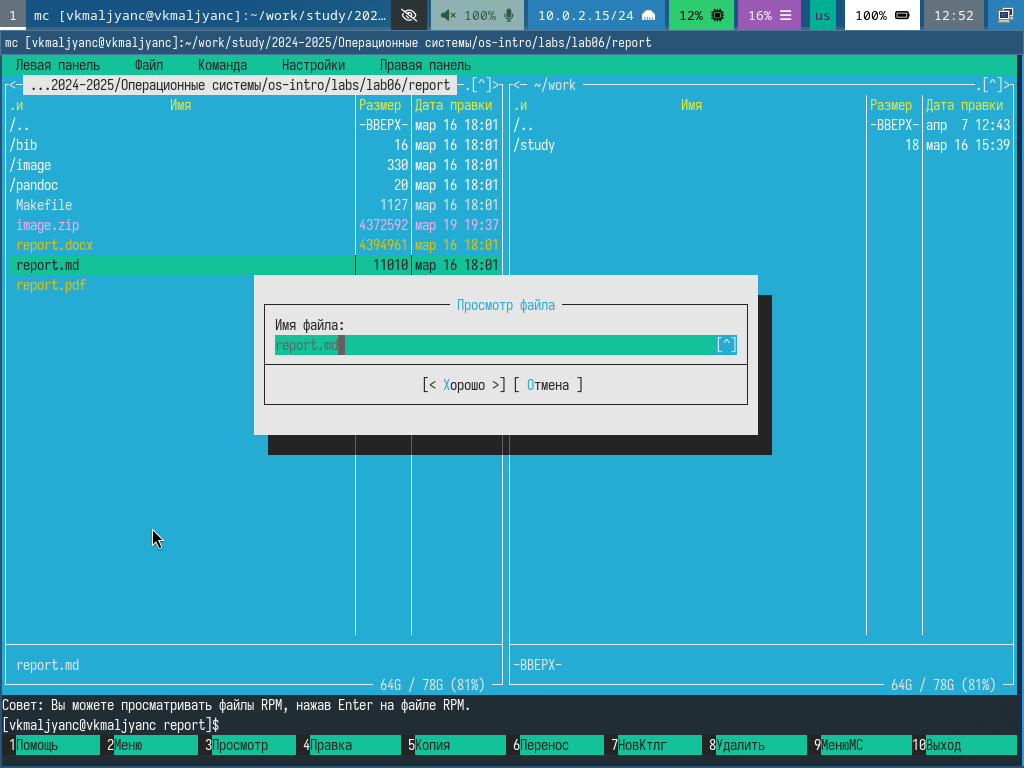 1 mc [vkmaljyanc@vkmaljyanc]:~/work/study/202… 100% 10.0.2.15/24 12% 16% us 100% 12:52
mc [vkmaljyanc@vkmaljyanc]:~/work/study/2024-2025/Операционные системы/os-intro/labs/lab06/report
Левая панель Файл Команда Настройки Правая панель
<─ ...2024-2025/Операционные системы/os-intro/labs/lab06/report ─.[^]> <─ ~/work ─.[^]>
.и Имя Размер Дата правки .и Имя Размер Дата правки
/.. -ВВЕРХ- мар 16 18:01 /.. -ВВЕРХ- апр 7 12:43
/bib 16 мар 16 18:01 /study 18 мар 16 15:39
/image 330 мар 16 18:01
/pandoc 20 мар 16 18:01
Makefile 1127 мар 16 18:01
image.zip 4372592 мар 19 19:37
report.docx 4394961 мар 16 18:01
report.md 11010 мар 16 18:01
report.pdf
Просмотр файла
Имя файла:
report.md [^]
[< Хорошо >] [ Отмена ]
report.md -ВВЕРХ-
64G / 78G (81%) 64G / 78G (81%)
Совет: Вы можете просматривать файлы RPM, нажав Enter на файле RPM.
[vkmaljyanc@vkmaljyanc report]$
1Помощь 2Меню 3Просмотр 4Правка 5Копия 6Перенос 7НовКтлг 8Удалить 9МенюMC 10Выход